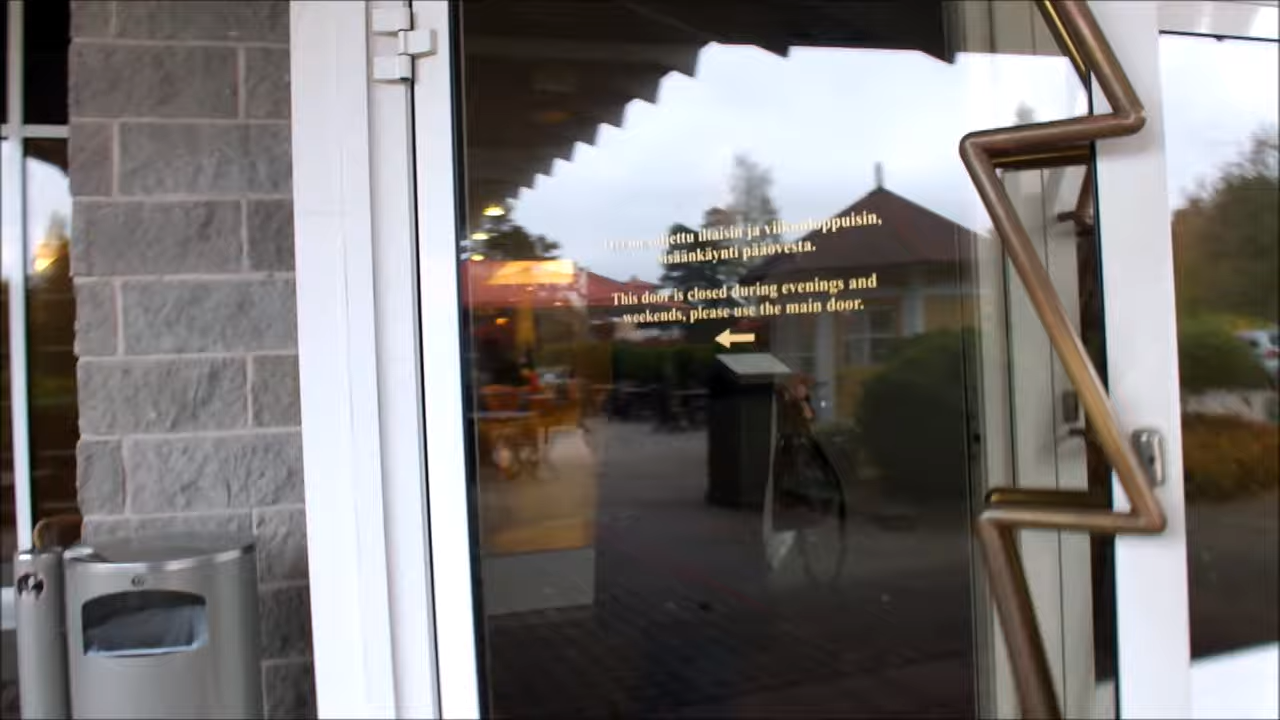 suljettu iltaisin ja viikonloppuisin,
sisäänkäynti pääovesta.
This door is closed during evenings and
weekends, please use the main door.